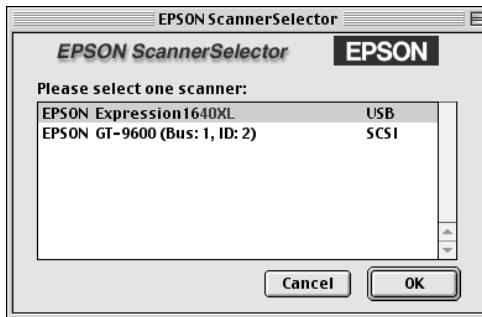 EPSON ScannerSelector
EPSON ScannerSelector EPSON
Please select one scanner:
EPSON Expression1640XL USB
EPSON GT-9600 (Bus: 1, ID: 2) SCSI
Cancel OK